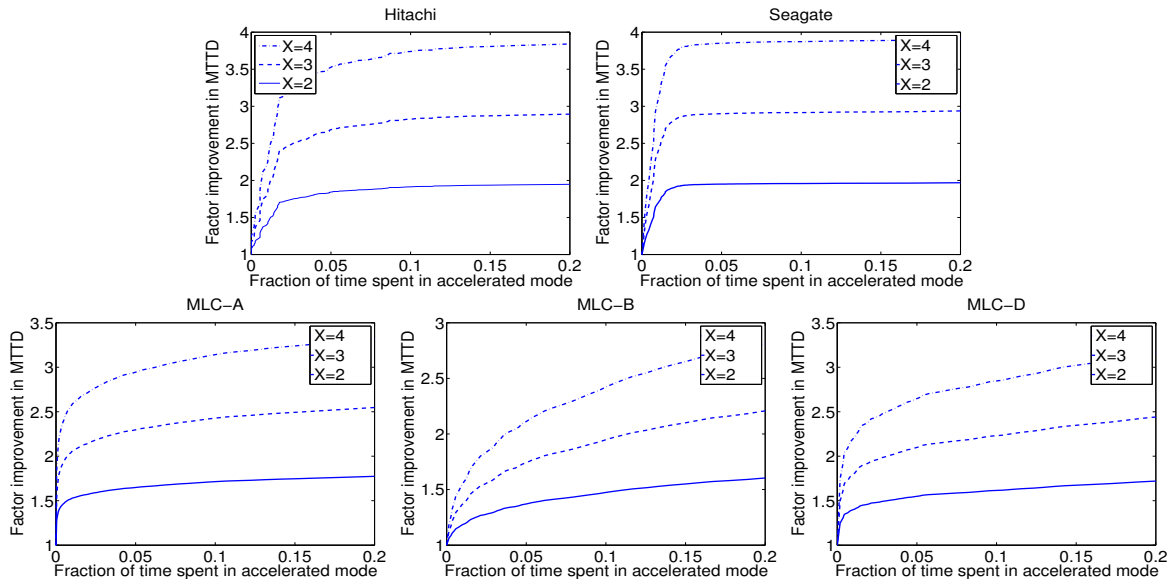 Hitachi
Factor improvement in MTTD
4
3.5
3
2.5
2
1.5
1
X=4
X=3
X=2
0
0.05
0.1
0.15
0.2
Fraction of time spent in accelerated mode
Seagate
Factor improvement in MTTD
4
3.5
3
2.5
2
1.5
1
X=4
X=3
X=2
0
0.05
0.1
0.15
0.2
Fraction of time spent in accelerated mode
MLC-A
Factor improvement in MTTD
3.5
3
2.5
2
1.5
1
X=4
X=3
X=2
0
0.05
0.1
0.15
0.2
Fraction of time spent in accelerated mode
MLC-B
Factor improvement in MTTD
3
2.5
2
1.5
1
X=4
X=3
X=2
0
0.05
0.1
0.15
0.2
Fraction of time spent in accelerated mode
MLC-D
Factor improvement in MTTD
3.5
3
2.5
2
1.5
1
X=4
X=3
X=2
0
0.05
0.1
0.15
0.2
Fraction of time spent in accelerated mode